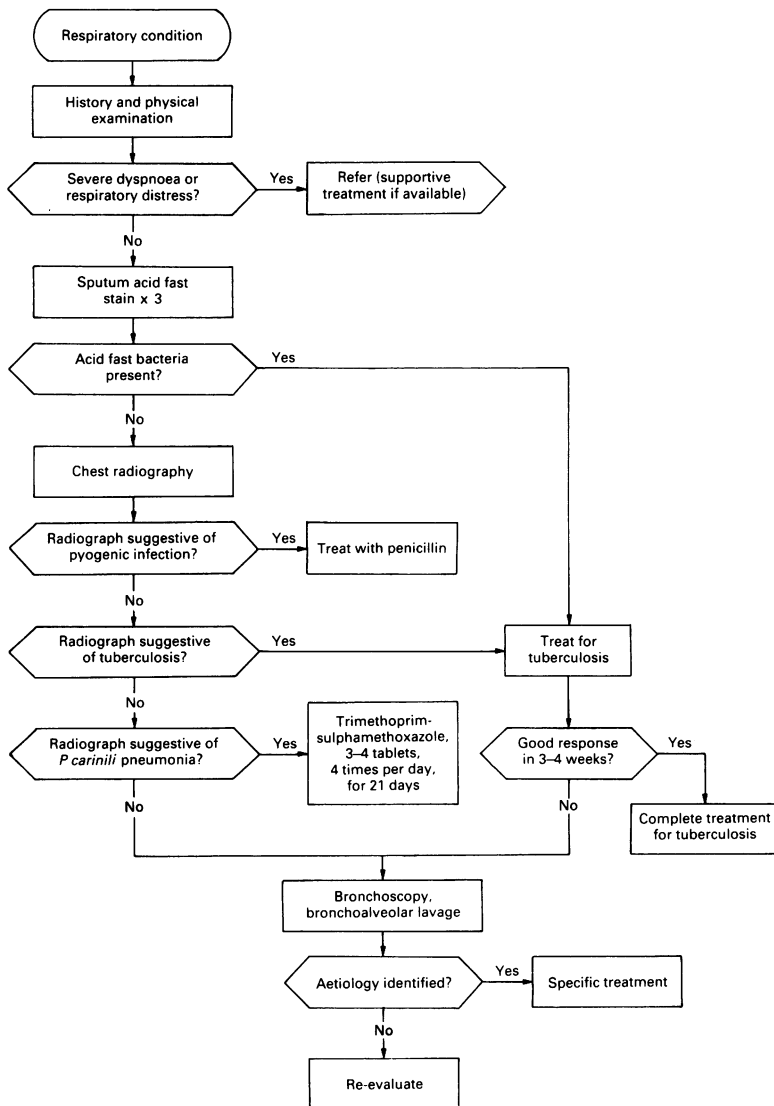 Respiratory condition
History and physical
examination
Severe dyspnoea or
respiratory distress?
Yes
Refer (supportive
treatment if available)
No
Sputum acid fast
stain x 3
Acid fast bacteria
present?
Yes
No
Chest radiography
Radiograph suggestive of
pyogenic infection?
Yes
Treat with penicillin
No
Radiograph suggestive
of tuberculosis?
Yes
Treat for
tuberculosis
No
Radiograph suggestive of
P carinili pneumonia?
Yes
Trimethoprim-
sulphamethoxazole,
3–4 tablets,
4 times per day,
for 21 days
Good response
in 3–4 weeks?
Yes
Complete treatment
for tuberculosis
No
No
Bronchoscopy,
bronchoalveolar lavage
Aetiology identified?
Yes
Specific treatment
No
Re-evaluate